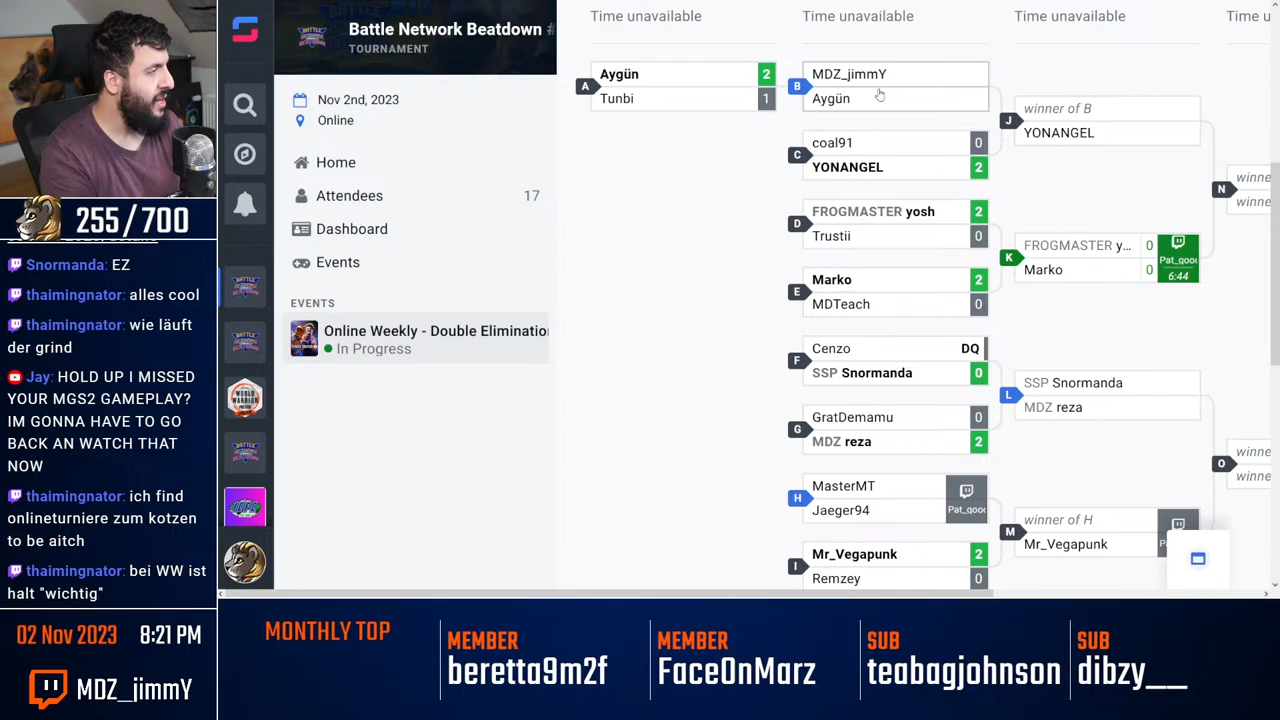 Battle Network Beatdown #
TOURNAMENT
Nov 2nd, 2023
Online
Home
Attendees 17
Dashboard
Events
EVENTS
Online Weekly - Double Elimination
In Progress
Time unavailable
Time unavailable
Time unavailable
Time u
A
Aygün 2
Tunbi 1
B
MDZ_jimmY
Aygün
C
coal91 0
YONANGEL 2
D
FROGMASTER yosh 2
Trustii 0
E
Marko 2
MDTeach 0
F
Cenzo DQ
SSP Snormanda 0
G
GratDemamu 0
MDZ reza 2
H
MasterMT
Jaeger94
Pat_goo
I
Mr_Vegapunk 2
Remzey 0
J
winner of B
YONANGEL
K
FROGMASTER y... 0
Marko 0
Pat_goo
6:44
L
SSP Snormanda
MDZ reza
M
winner of H
Mr_Vegapunk
N
winne
winne
O
winne
winne
255/700
Snormanda: EZ
thaimingnator: alles cool
thaimingnator: wie läuft
der grind
Jay: HOLD UP I MISSED
YOUR MGS2 GAMEPLAY?
IM GONNA HAVE TO GO
BACK AN WATCH THAT
NOW
thaimingnator: ich find
onlineturniere zum kotzen
to be aitch
thaimingnator: bei WW ist
halt "wichtig"
02 Nov 2023 8:21 PM
MDZ_jimmY
MONTHLY TOP
MEMBER
beretta9m2f
MEMBER
FaceOnMarz
SUB
teabagjohnson
SUB
dibzy__